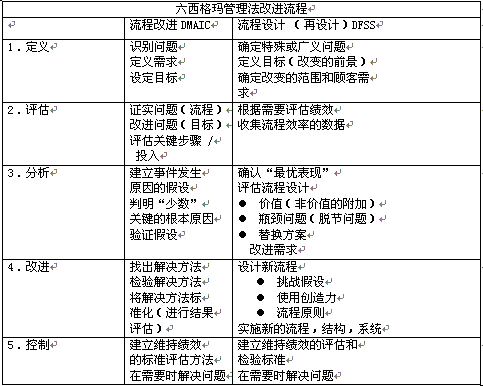 六西格玛管理法改进流程
流程改进 DMAIC
流程设计 (再设计)DFSS
1.定义
识别问题
定义需求
设定目标
确定特殊或广义问题
定义目标(改变的前景)
确定改变的范围和顾客需
求
2.评估
证实问题(流程)
改进问题(目标)
评估关键步骤 /
投入
根据需要评估绩效
收集流程效率的数据
3.分析
建立事件发生
原因的假设
判明“少数”
关键的根本原因
验证假设
确认“最优表现”
评估流程设计
● 价值(非价值的附加)
● 瓶颈问题(脱节问题)
● 替换方案
改进需求
4.改进
找出解决方法
检验解决方法
将解决方法标
准化(进行结果
评估)
设计新流程
● 挑战假设
● 使用创造力
● 流程原则
实施新的流程,结构,系统
5.控制
建立维持绩效
的标准评估方法
在需要时解决问题
建立维持绩效的评估和
检验标准
在需要时解决问题